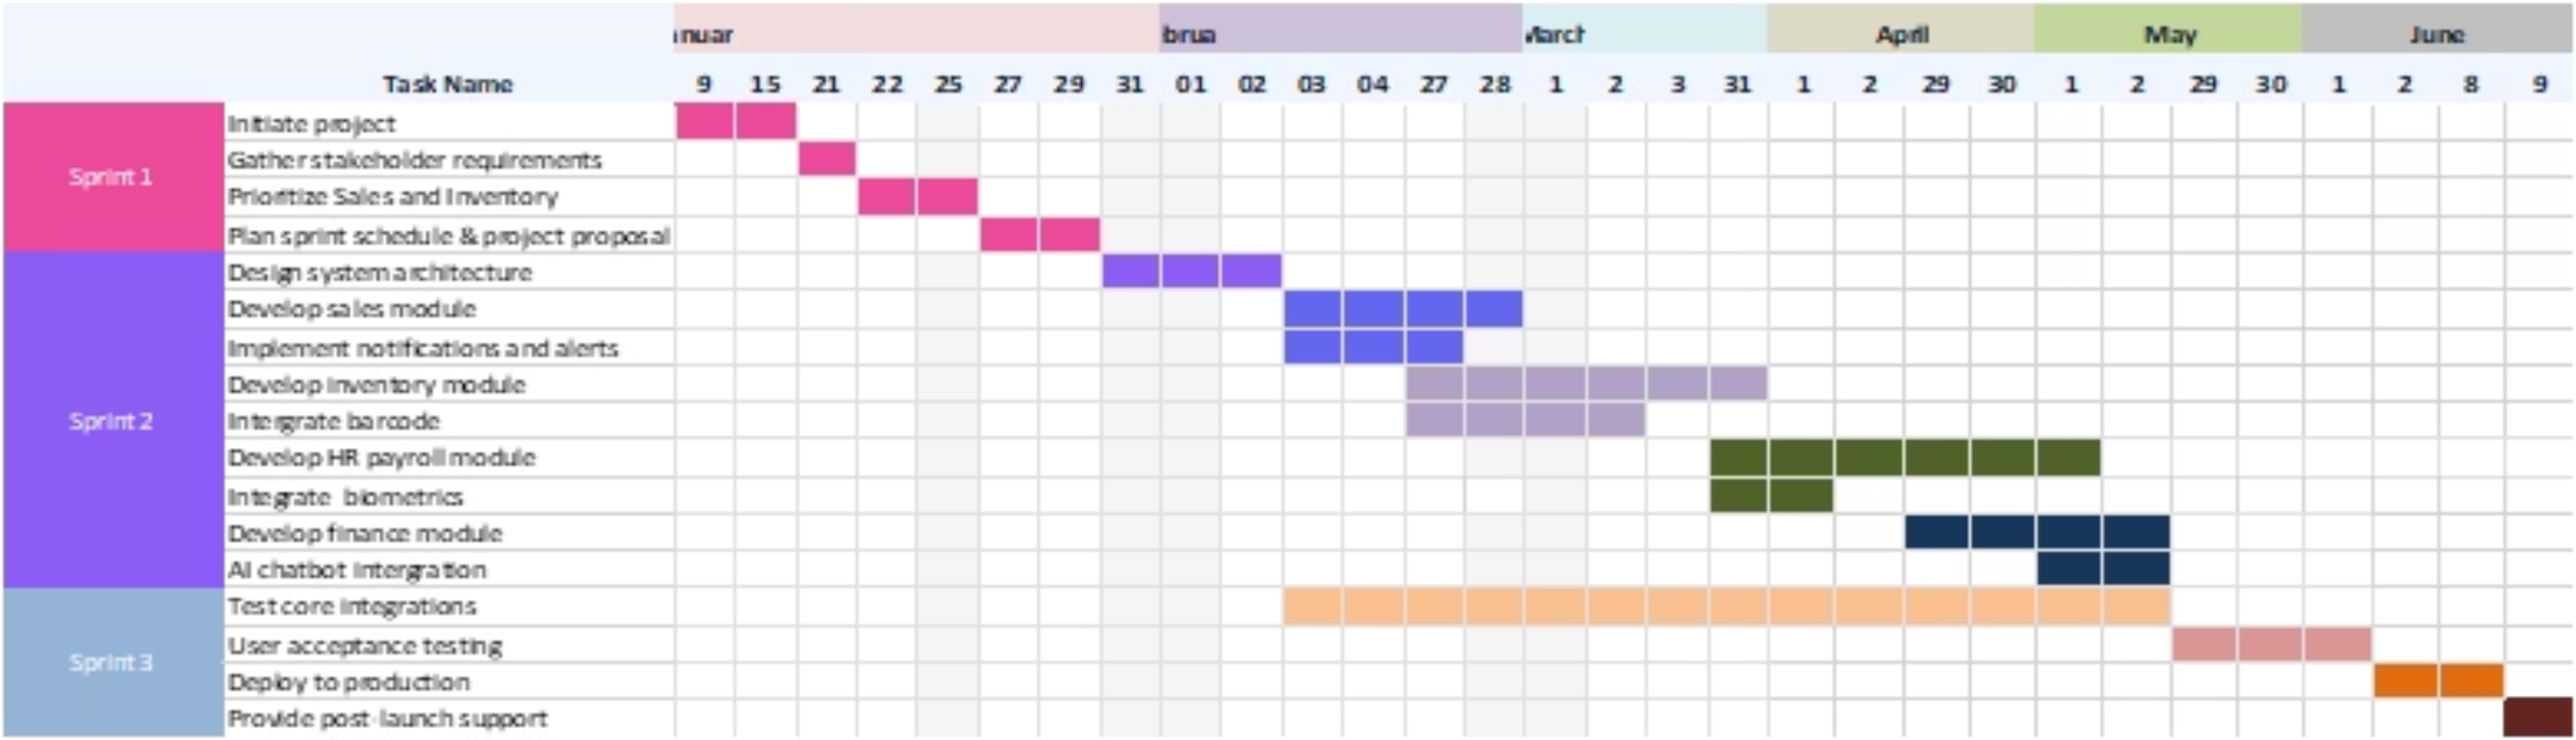 nuar brua March April May June
Task Name 9 15 21 22 25 27 29 31 01 02 03 04 27 28 1 2 3 31 1 2 29 30 1 2 29 30 1 2 8 9
Sprint 1
Initiate project
Gather stakeholder requirements
Prioritize Sales and Inventory
Plan sprint schedule & project proposal
Sprint 2
Design system architecture
Develop sales module
Implement notifications and alerts
Develop inventory module
Intergrate barcode
Develop HR payroll module
Integrate biometrics
Develop finance module
AI chatbot intergration
Sprint 3
Test core integrations
User acceptance testing
Deploy to production
Provide post-launch support